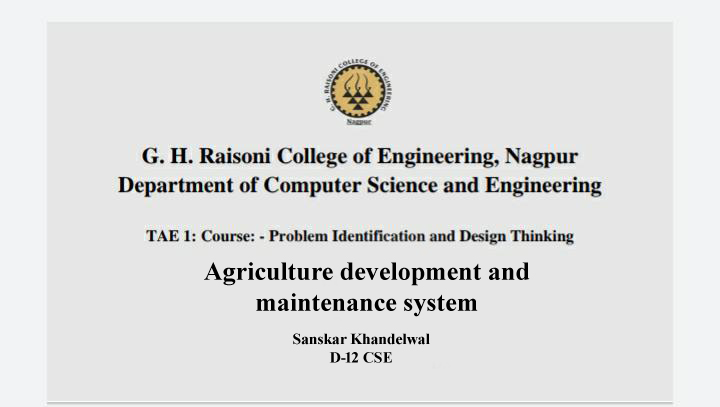 G. H. RAISONI COLLEGE OF ENGINEERING
Nagpur
G. H. Raisoni College of Engineering, Nagpur
Department of Computer Science and Engineering
TAE 1: Course: - Problem Identification and Design Thinking
Agriculture development and
maintenance system
Sanskar Khandelwal
D-12 CSE